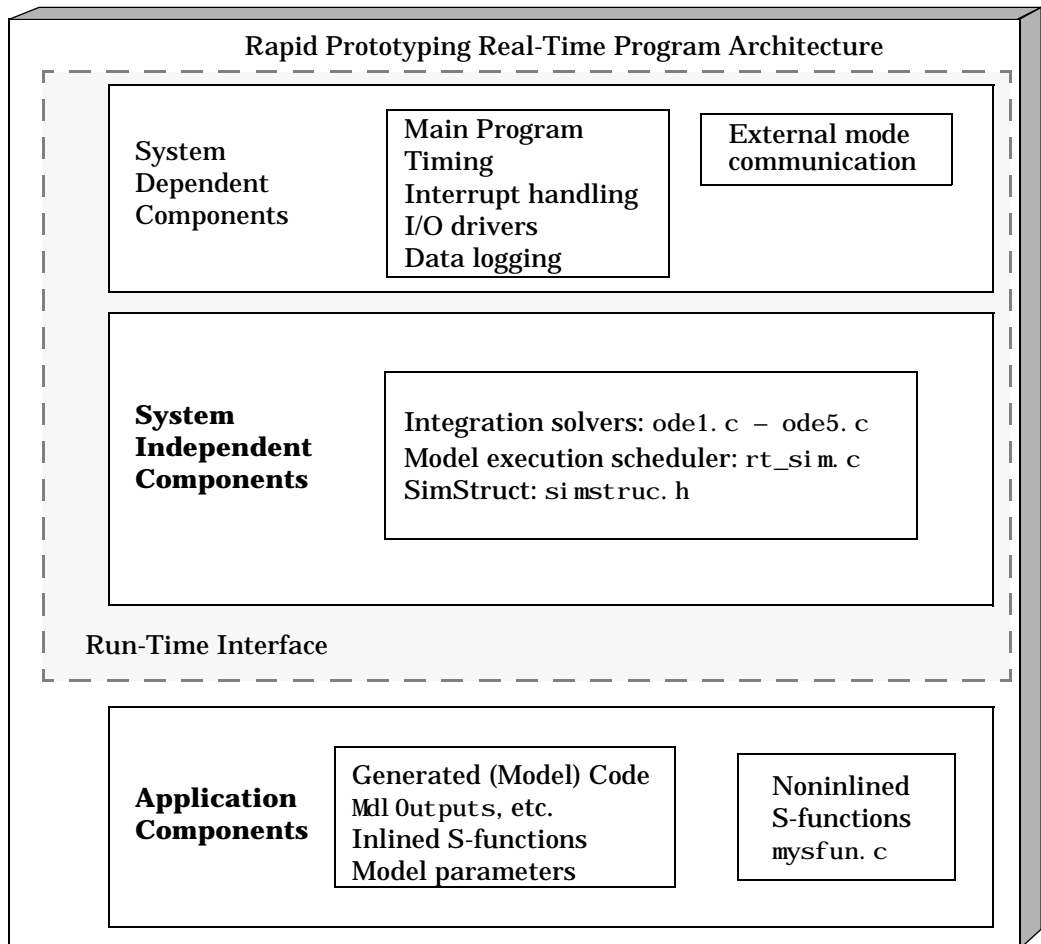 Rapid Prototyping Real-Time Program Architecture
System
Dependent
Components
Main Program
Timing
Interrupt handling
I/O drivers
Data logging
External mode
communication
System
Independent
Components
Integration solvers: ode1.c – ode5.c
Model execution scheduler: rt_sim.c
SimStruct: simstruc.h
Run-Time Interface
Application
Components
Generated (Model) Code
MdlOutputs, etc.
Inlined S-functions
Model parameters
Noninlined
S-functions
mysfun.c